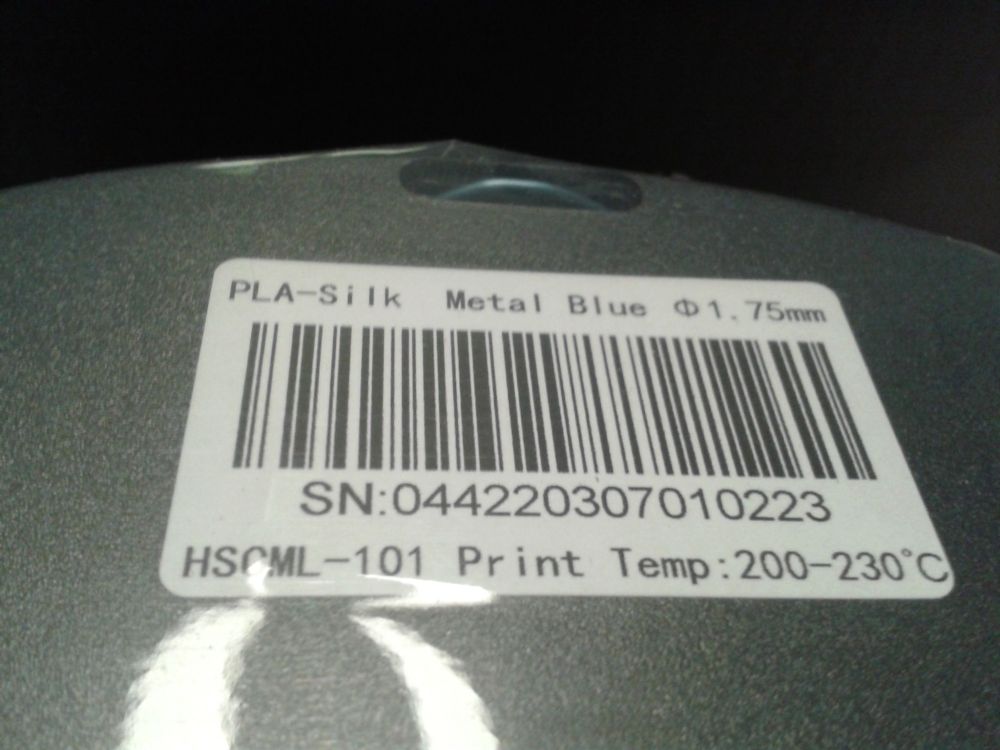 PLA-Silk Metal Blue Φ1.75mm
SN:044220307010223
HSCML-101 Print Temp:200-230°C